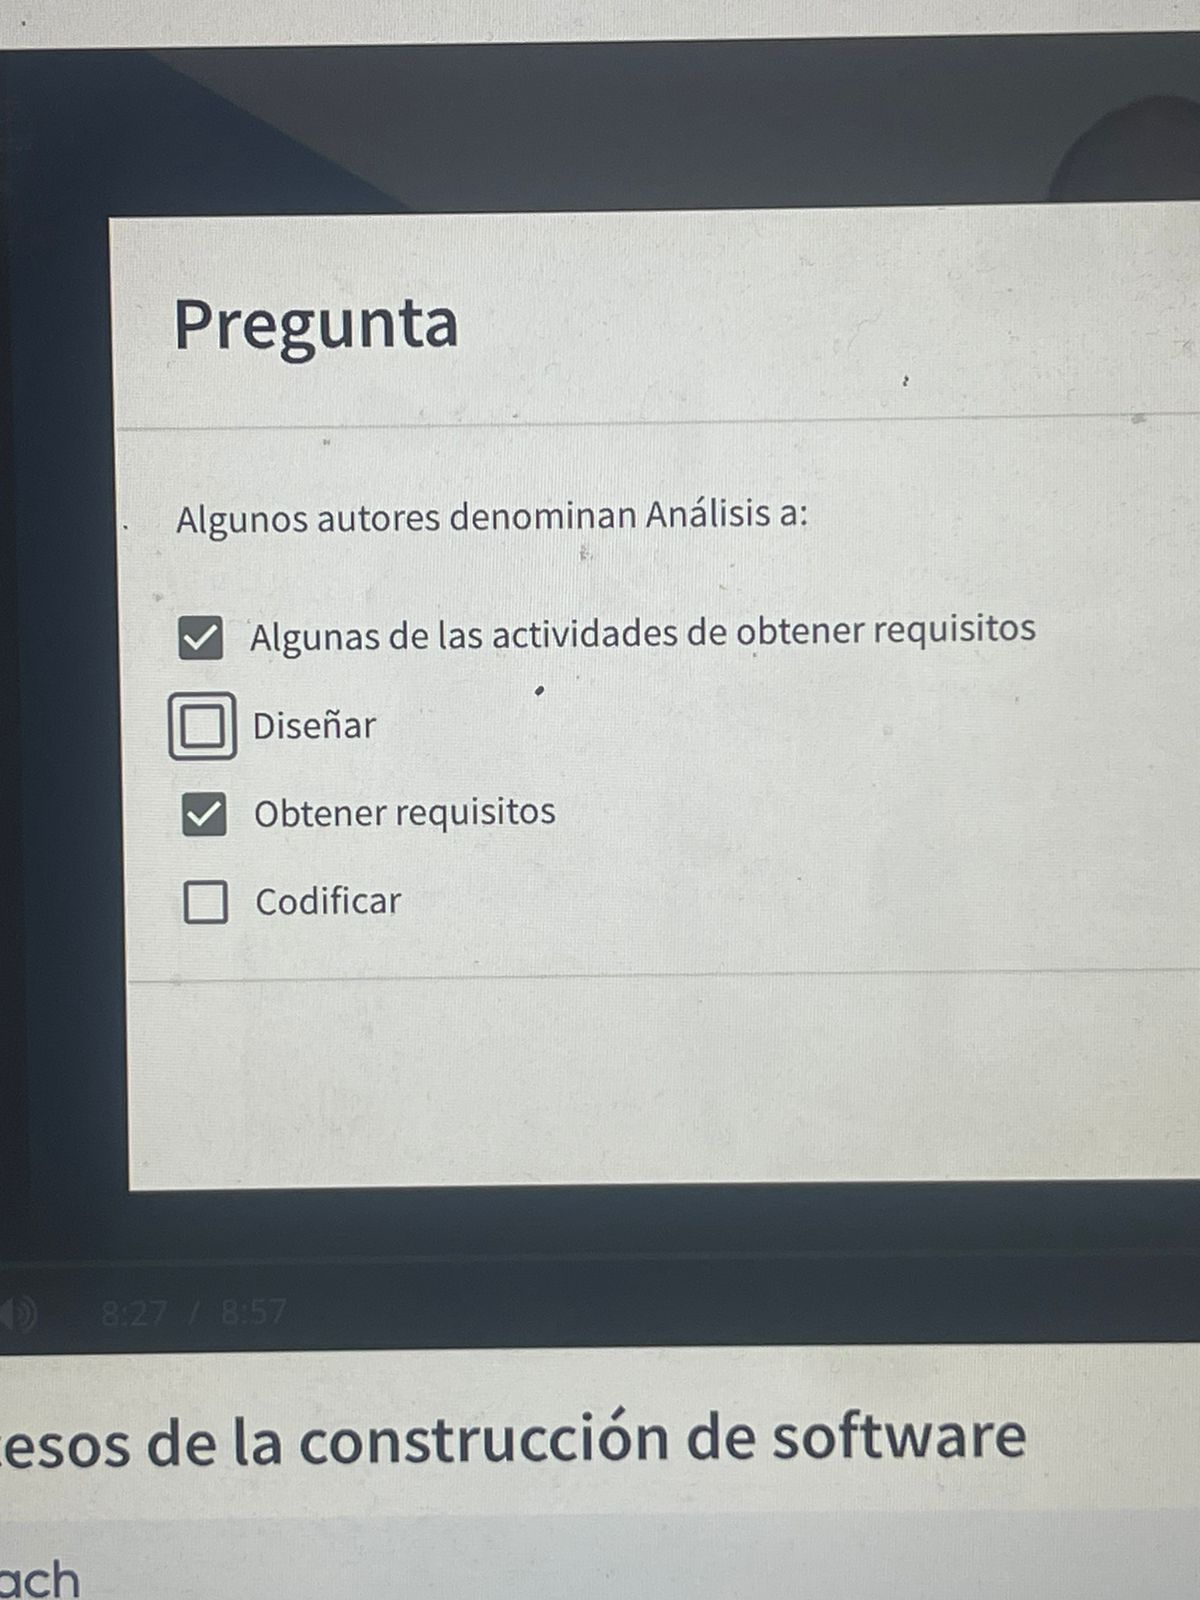 Pregunta
Algunos autores denominan Análisis a:
Algunas de las actividades de obtener requisitos
Diseñar
Obtener requisitos
Codificar
8:27 / 8:57
esos de la construcción de software
ach